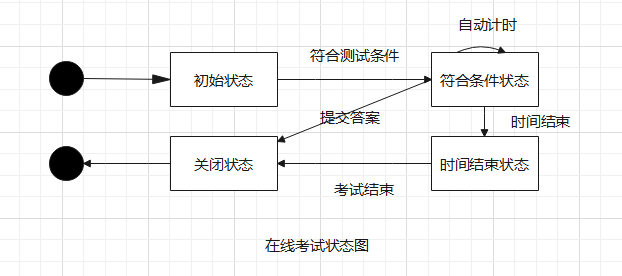 自动计时
符合测试条件
初始状态
符合条件状态
提交答案
时间结束
关闭状态
时间结束状态
考试结束
在线考试状态图